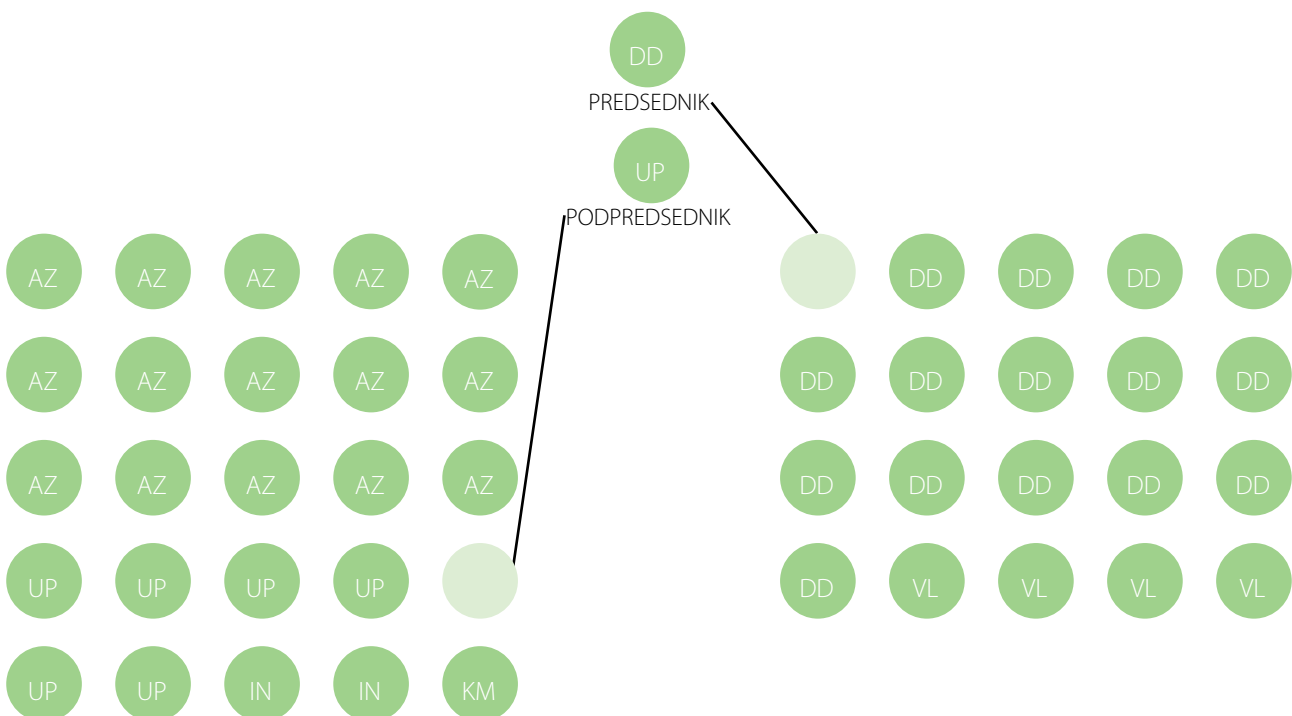 DD
PREDSEDNIK
UP
PODPREDSEDNIK
AZ AZ AZ AZ AZ DD DD DD DD
AZ AZ AZ AZ AZ DD DD DD DD DD
AZ AZ AZ AZ AZ DD DD DD DD DD
UP UP UP UP DD VL VL VL VL
UP UP IN IN KM